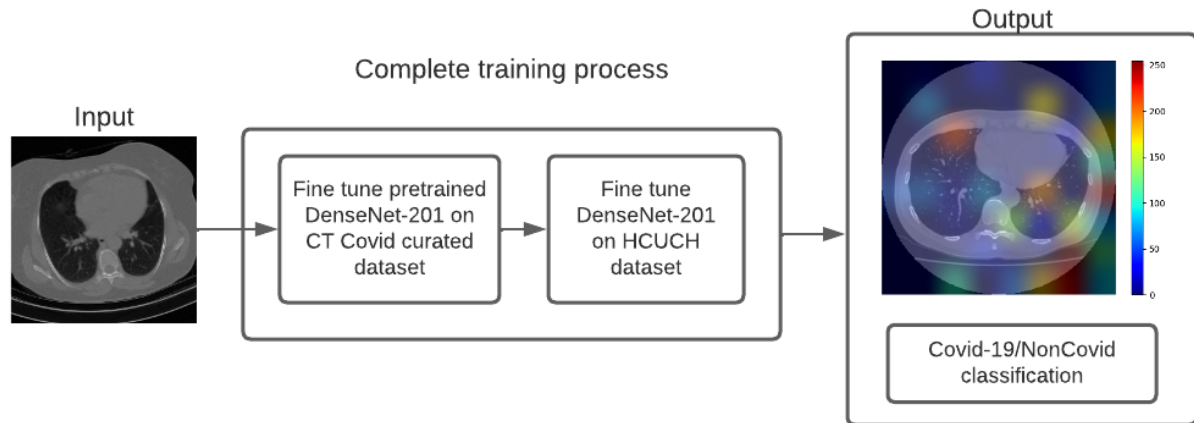 Output
Complete training process
Input
Fine tune pretrained
DenseNet-201 on
CT Covid curated
dataset
Fine tune
DenseNet-201
on HCUCH
dataset
250
200
150
100
50
0
Covid-19/NonCovid
classification